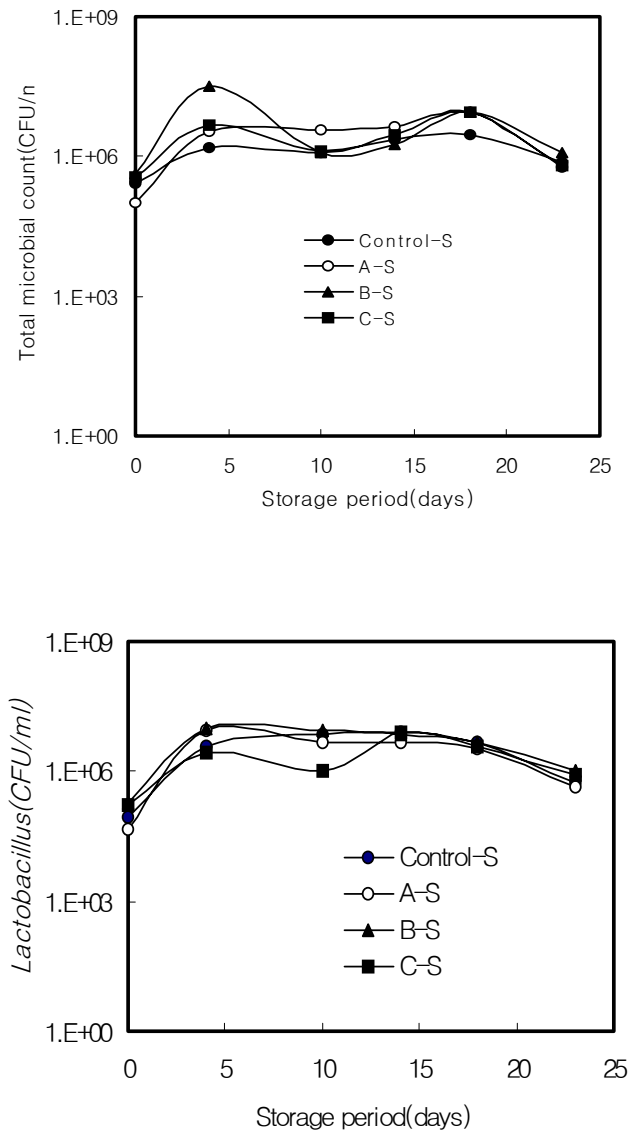 1.E+09
1.E+06
1.E+03
1.E+00
Total microbial count(CFU/n
Control-S
A-S
B-S
C-S
0 5 10 15 20 25
Storage period(days)
1.E+09
1.E+06
1.E+03
1.E+00
Lactobacillus(CFU/ml)
Control-S
A-S
B-S
C-S
0 5 10 15 20 25
Storage period(days)